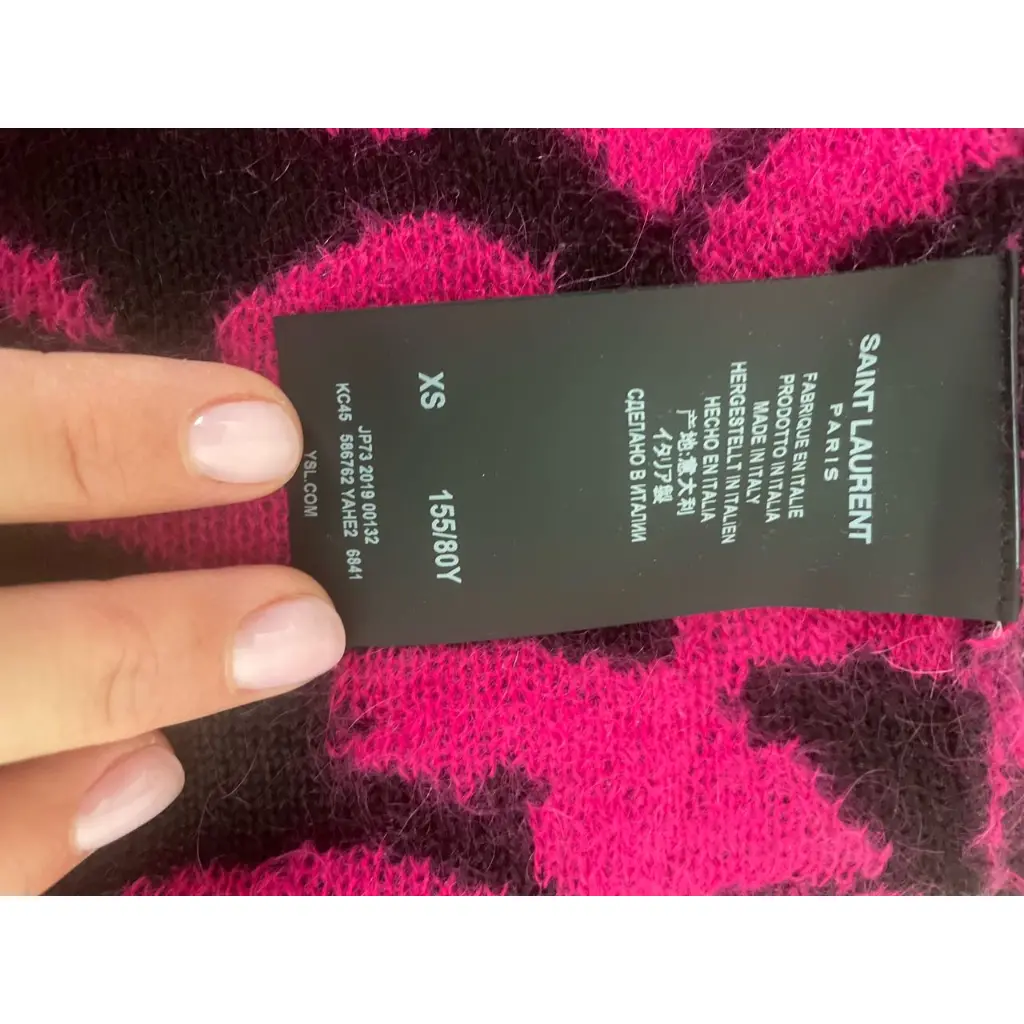 SAINT LAURENT
PARIS
FABRIQUE EN ITALIE
PRODOTTO IN ITALIA
MADE IN ITALY
HERGESTELLT IN ITALIEN
HECHO EN ITALIA
产地:意大利
イタリア製
СДЕЛАНО В ИТАЛИИ
XS 155/80Y
JP73 2019 00132
KC45 586762 YAHE2 6841
YSL.COM